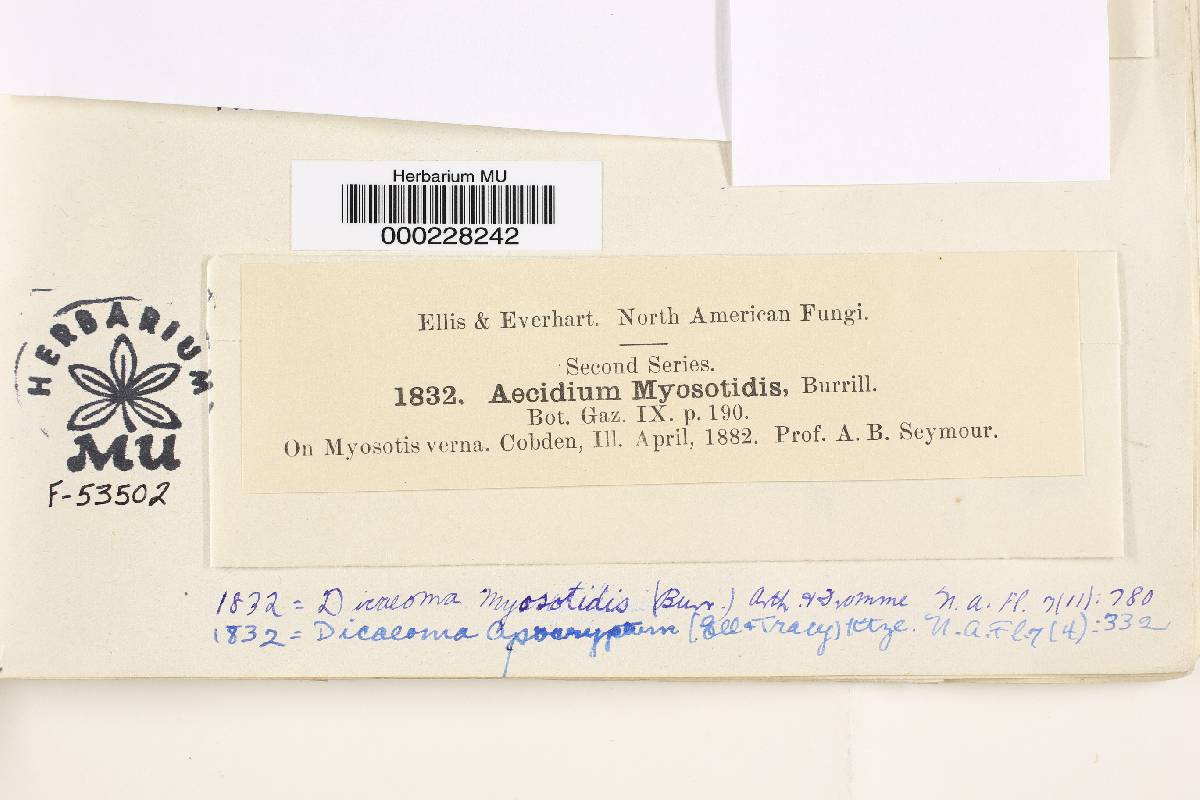 Herbarium MU
000228242
HERBARIUM
MU
F-53502
Ellis & Everhart. North American Fungi.
Second Series.
1832. Aecidium Myosotidis, Burrill.
Bot. Gaz. IX. p. 190.
On Myosotis verna. Cobden, Ill. April, 1882. Prof. A. B. Seymour.
1832 = Dicaeoma Myosotidis (Burr.) Arth. & Fromme N. A. Fl. 7(11): 780
1832 = Dicaeoma Apocryptum (Ell & Tracy) Ktze. N. A. Fl. 7(4): 332